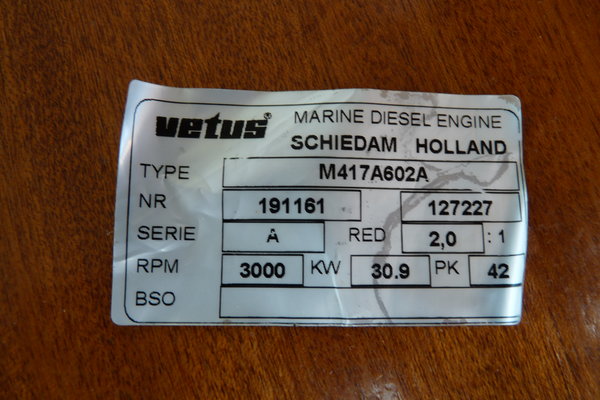 vetus® MARINE DIESEL ENGINE
SCHIEDAM HOLLAND
TYPE M417A602A
NR 191161 127227
SERIE A RED 2,0 : 1
RPM 3000 KW 30.9 PK 42
BSO